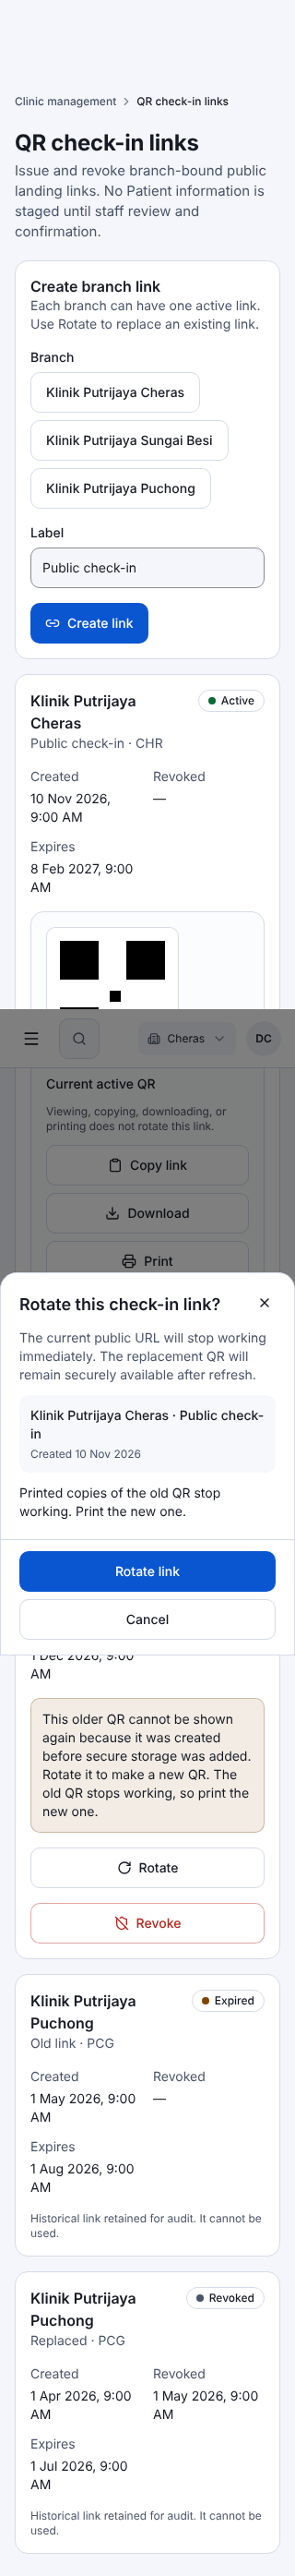 Clinic management > QR check-in links
QR check-in links
Issue and revoke branch-bound public
landing links. No Patient information is
staged until staff review and
confirmation.
Create branch link
Each branch can have one active link.
Use Rotate to replace an existing link.
Branch
Klinik Putrijaya Cheras
Klinik Putrijaya Sungai Besi
Klinik Putrijaya Puchong
Label
Public check-in
Create link
Klinik Putrijaya
Cheras
Active
Public check-in · CHR
Created
Revoked
10 Nov 2026,
9:00 AM
—
Expires
8 Feb 2027, 9:00
AM
Cheras
DC
Current active QR
Viewing, copying, downloading, or
printing does not rotate this link.
Copy link
Download
Print
Rotate this check-in link?
The current public URL will stop working
immediately. The replacement QR will
remain securely available after refresh.
Klinik Putrijaya Cheras · Public check-
in
Created 10 Nov 2026
Printed copies of the old QR stop
working. Print the new one.
Rotate link
Cancel
1 Dec 2026, 9:00
AM
This older QR cannot be shown
again because it was created
before secure storage was added.
Rotate it to make a new QR. The
old QR stops working, so print the
new one.
Rotate
Revoke
Klinik Putrijaya
Puchong
Expired
Old link · PCG
Created
Revoked
1 May 2026, 9:00
AM
—
Expires
1 Aug 2026, 9:00
AM
Historical link retained for audit. It cannot be
used.
Klinik Putrijaya
Puchong
Revoked
Replaced · PCG
Created
Revoked
1 Apr 2026, 9:00
AM
1 May 2026, 9:00
AM
Expires
1 Jul 2026, 9:00
AM
Historical link retained for audit. It cannot be
used.